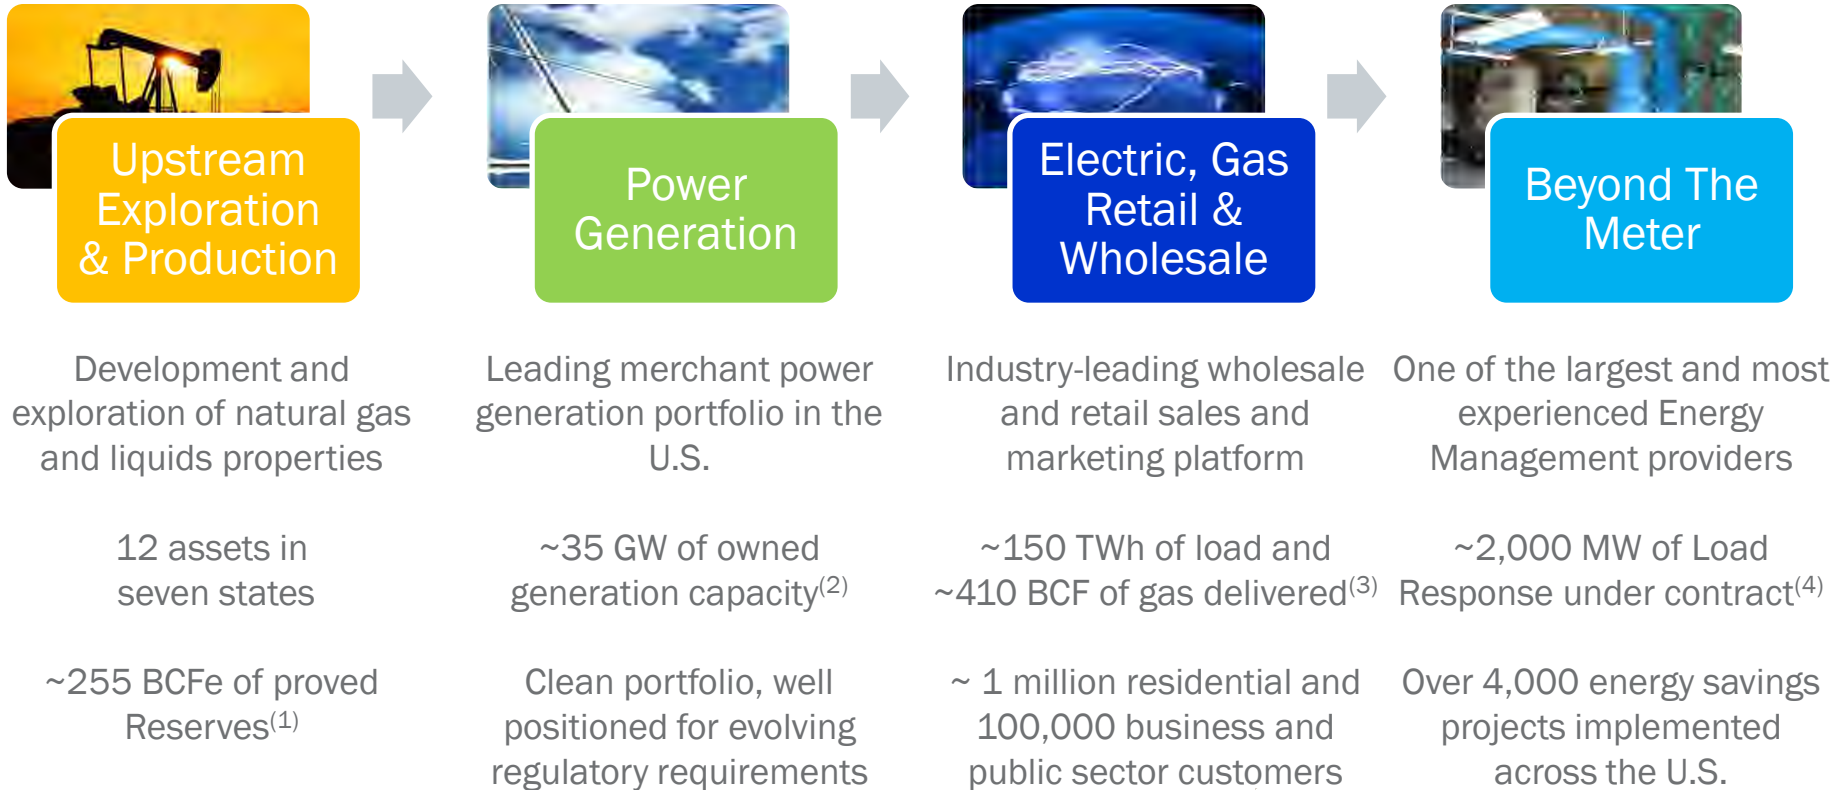 Upstream
Exploration
& Production
Power
Generation
Electric, Gas
Retail &
Wholesale
Beyond The
Meter
Development and
exploration of natural gas
and liquids properties
12 assets in
seven states
~255 BCFe of proved
Reserves(1)
Leading merchant power
generation portfolio in the
U.S.
~35 GW of owned
generation capacity(2)
Clean portfolio, well
positioned for evolving
regulatory requirements
Industry-leading wholesale
and retail sales and
marketing platform
~150 TWh of load and
~410 BCF of gas delivered(3)
~ 1 million residential and
100,000 business and
public sector customers
One of the largest and most
experienced Energy
Management providers
~2,000 MW of Load
Response under contract(4)
Over 4,000 energy savings
projects implemented
across the U.S.